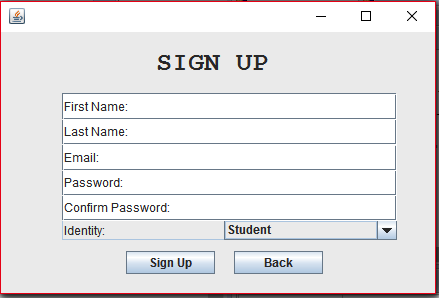 SIGN UP
First Name:
Last Name:
Email:
Password:
Confirm Password:
Identity: Student
Sign Up Back